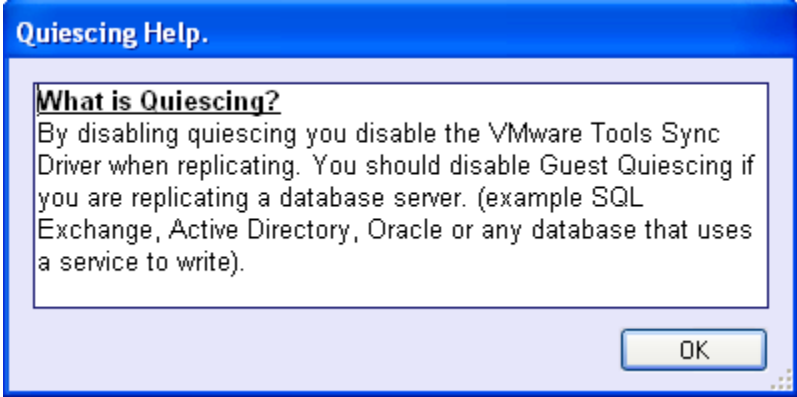 Quiescing Help.
What is Quiescing?
By disabling quiescing you disable the VMware Tools Sync
Driver when replicating. You should disable Guest Quiescing if
you are replicating a database server. (example SQL
Exchange, Active Directory, Oracle or any database that uses
a service to write).
OK